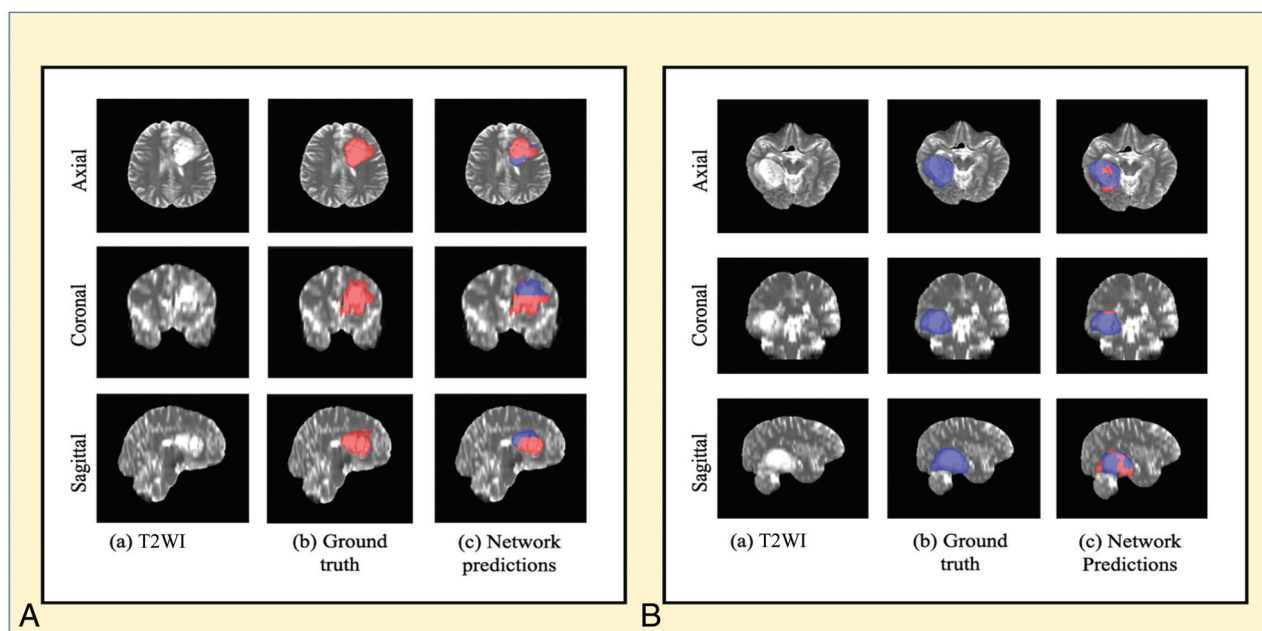 Axial
Coronal
Sagittal
(a) T2WI
(b) Ground
truth
(c) Network
predictions
A
Axial
Coronal
Sagittal
(a) T2WI
(b) Ground
truth
(c) Network
Predictions
B